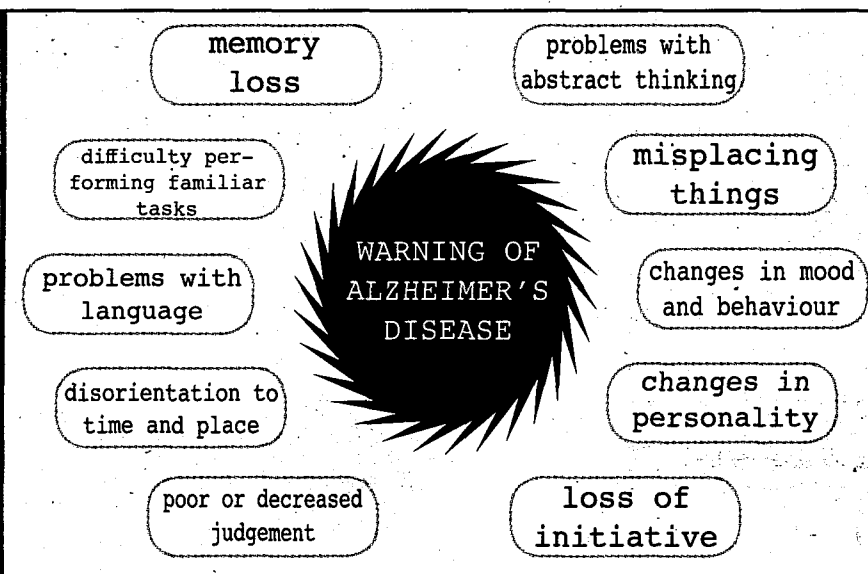 memory
loss
problems with
abstract thinking
difficulty per-
forming familiar
tasks
misplacing
things
WARNING OF
ALZHEIMER'S
DISEASE
problems with
language
changes in mood
and behaviour
disorientation to
time and place
changes in
personality
poor or decreased
judgement
loss of
initiative